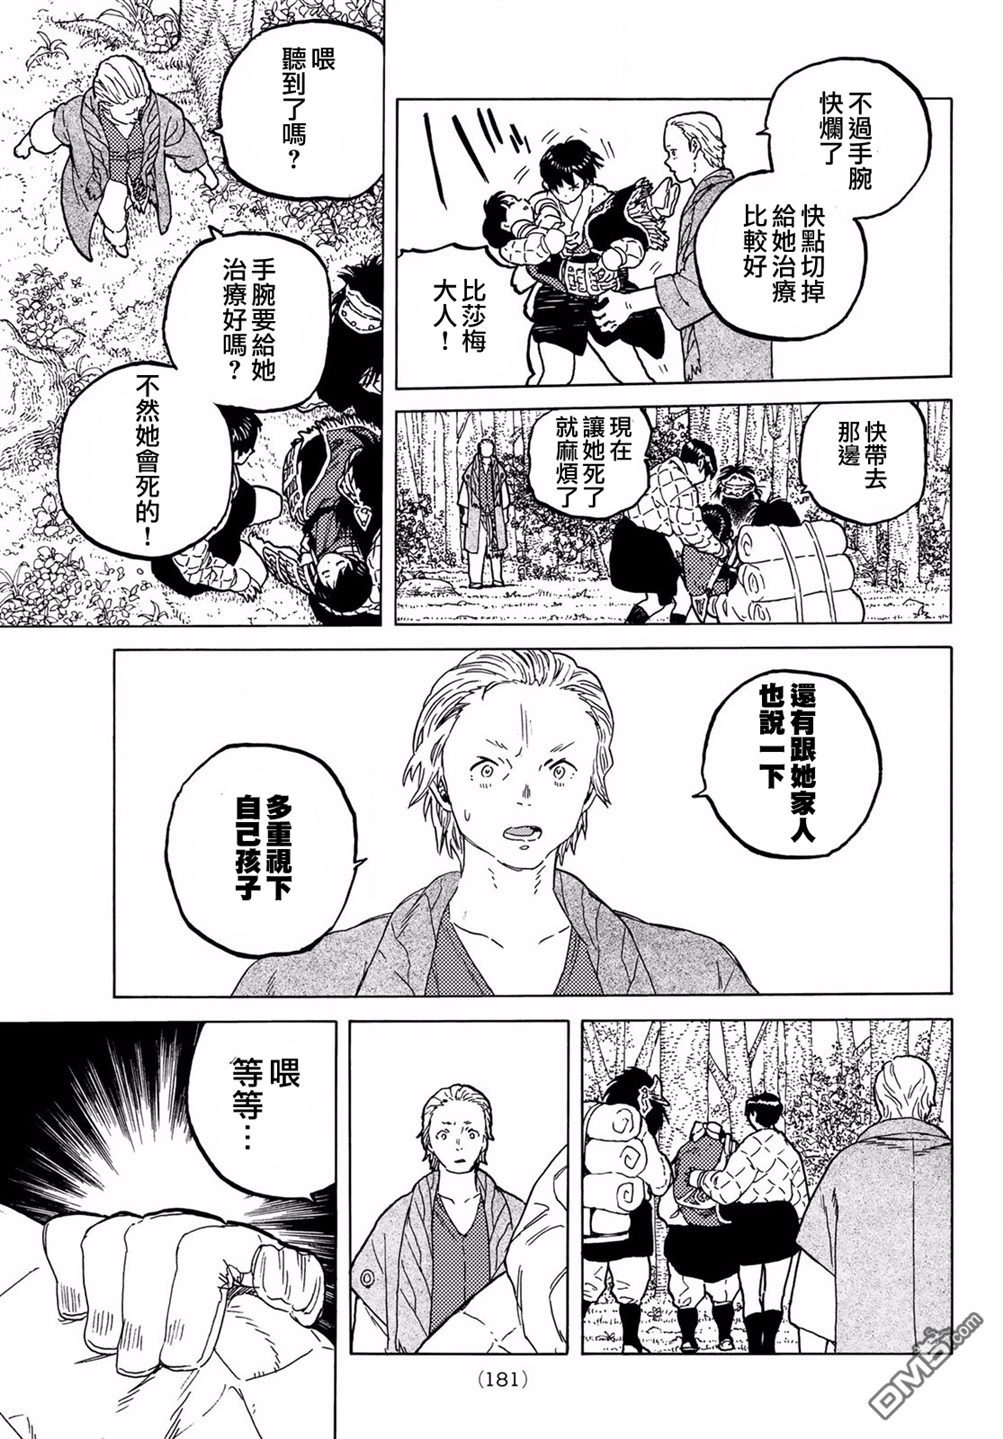 不過手腕
快爛了
快點切掉
給她治療
比較好
比莎梅
大人！
喂
聽到了嗎？
手腕要給她
治療好嗎？
不然她會死的！
快帶去
那邊
現在
讓她死了
就麻煩了
還有跟她家人
也說一下
多重視下
自己孩子
喂
等等…
(181)
DM5.com